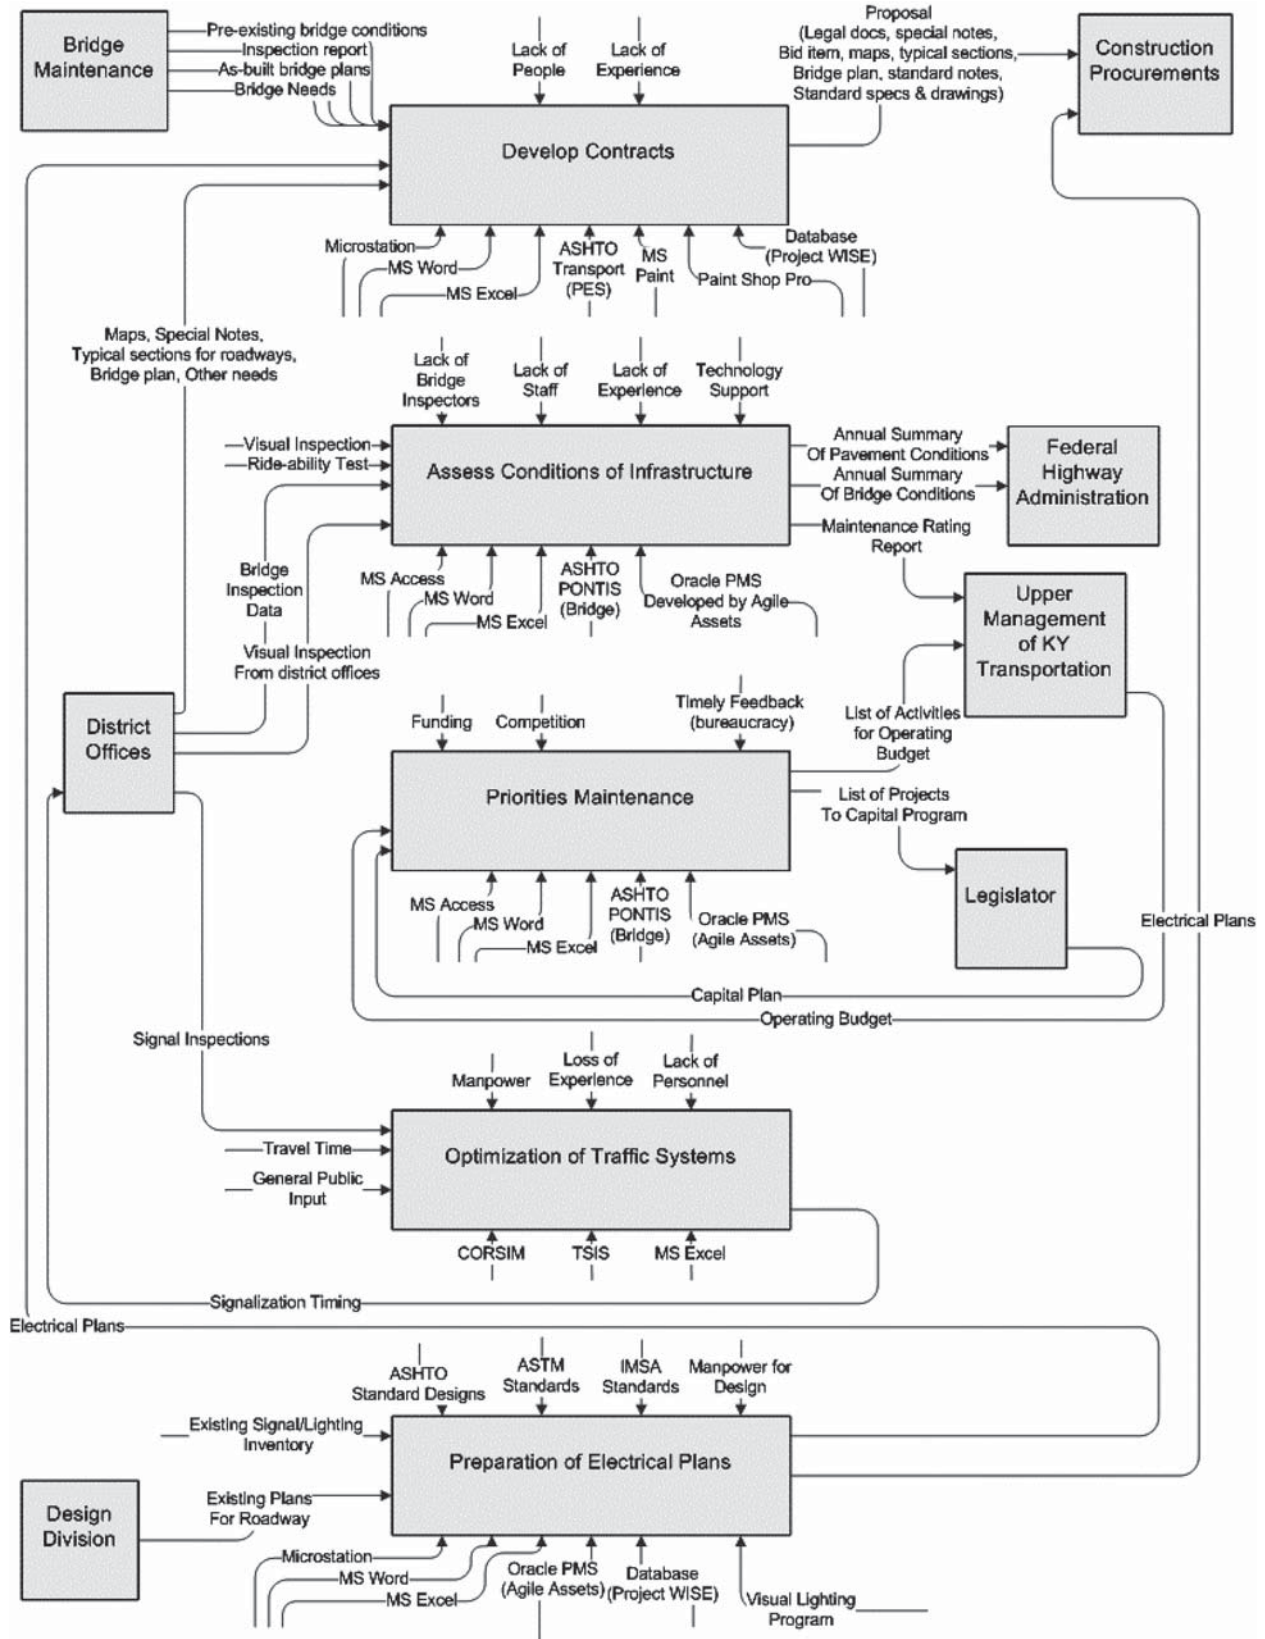 Bridge
Maintenance
Pre-existing bridge conditions
Inspection report
As-built bridge plans
Bridge Needs
Lack of
People
Lack of
Experience
Proposal
(Legal docs, special notes,
Bid item, maps, typical sections,
Bridge plan, standard notes,
Standard specs & drawings)
Construction
Procurements
Develop Contracts
Microstation
MS Word
MS Excel
ASHTO
Transport
(PES)
MS
Paint
Paint Shop Pro
Database
(Project WISE)
Maps, Special Notes,
Typical sections for roadways,
Bridge plan, Other needs
Lack of
Bridge
Inspectors
Lack of
Staff
Lack of
Experience
Technology
Support
Visual Inspection
Ride-ability Test
Assess Conditions of Infrastructure
Annual Summary
Of Pavement Conditions
Annual Summary
Of Bridge Conditions
Federal
Highway
Administration
Maintenance Rating
Report
Bridge
Inspection
Data
Visual Inspection
From district offices
MS Access
MS Word
MS Excel
ASHTO
PONTIS
(Bridge)
Oracle PMS
Developed by Agile
Assets
Upper
Management
of KY
Transportation
District
Offices
Funding
Competition
Timely Feedback
(bureaucracy)
List of Activities
for Operating
Budget
Priorities Maintenance
List of Projects
To Capital Program
Legislator
MS Access
MS Word
MS Excel
ASHTO
PONTIS
(Bridge)
Oracle PMS
(Agile Assets)
Electrical Plans
Capital Plan
Operating Budget
Signal Inspections
Manpower
Loss of
Experience
Lack of
Personnel
Travel Time
General Public
Input
Optimization of Traffic Systems
CORSIM
TSIS
MS Excel
Signalization Timing
Electrical Plans
ASHTO
Standard Designs
ASTM
Standards
IMSA
Standards
Manpower for
Design
Existing Signal/Lighting
Inventory
Preparation of Electrical Plans
Design
Division
Existing Plans
For Roadway
Microstation
MS Word
MS Excel
Oracle PMS
(Agile Assets)
Database
(Project WISE)
Visual Lighting
Program